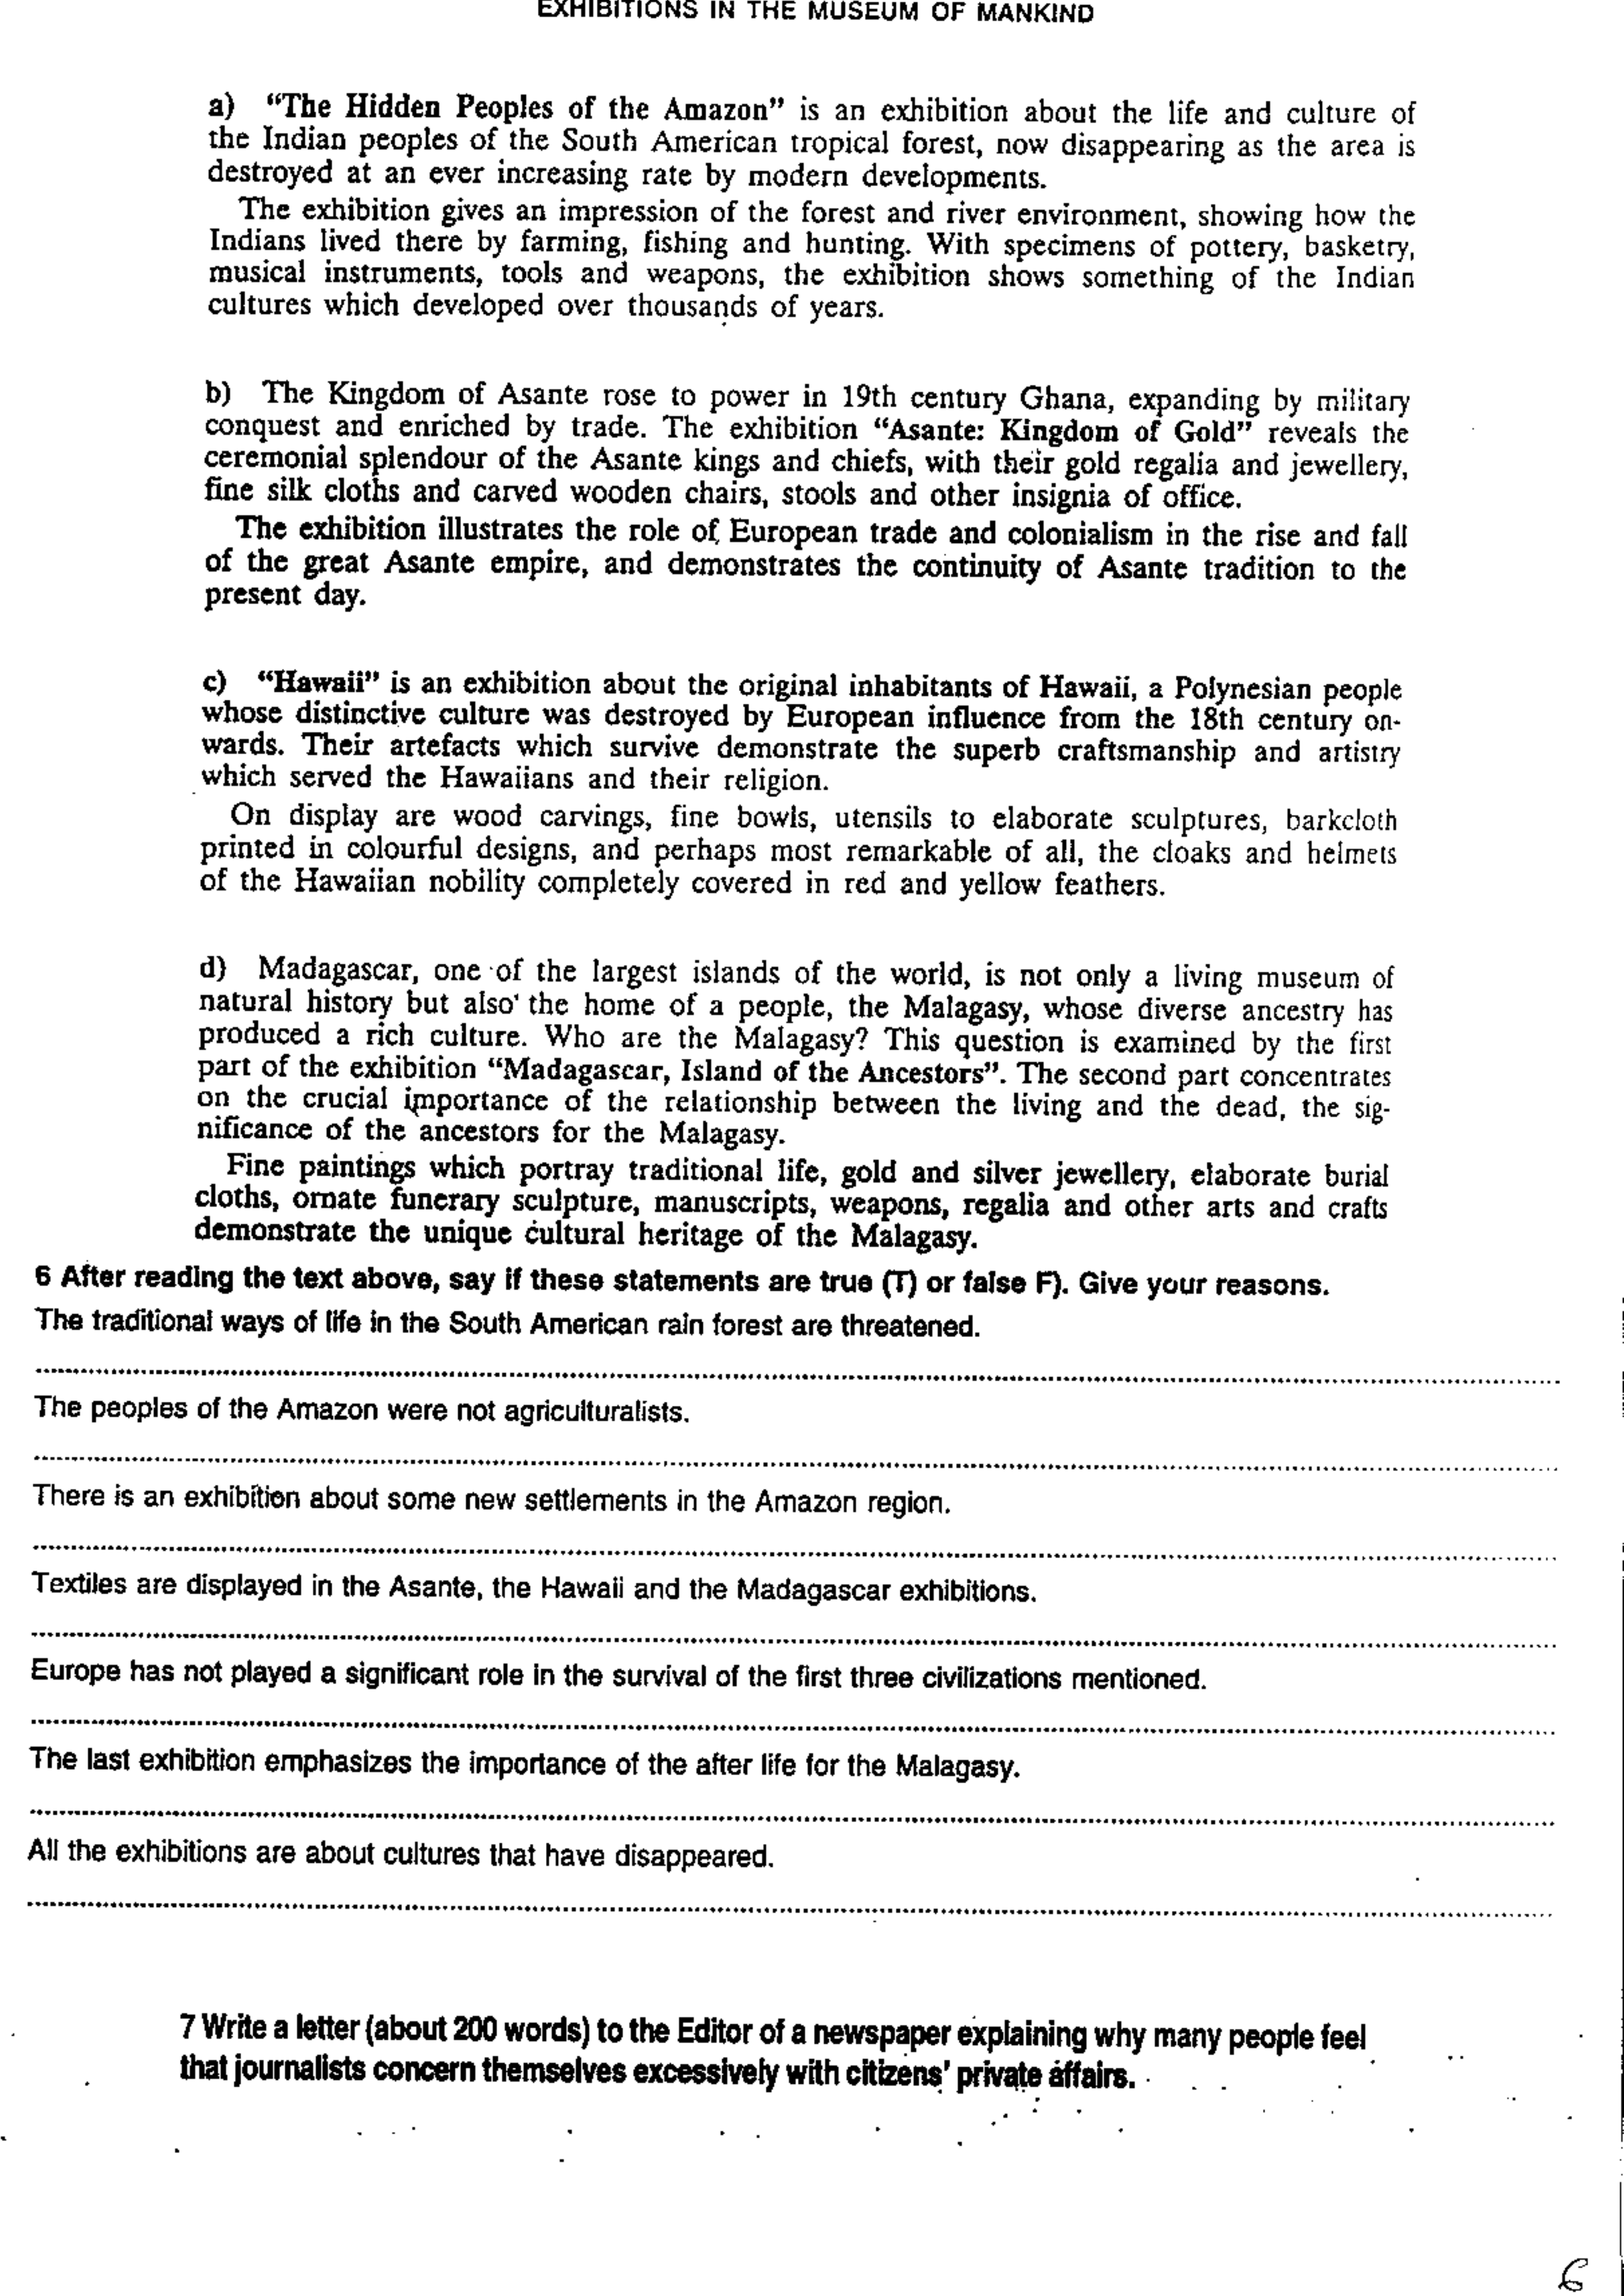 EXHIBITIONS IN THE MUSEUM OF MANKIND
a) “The Hidden Peoples of the Amazon” is an exhibition about the life and culture of
the Indian peoples of the South American tropical forest, now disappearing as the area is
destroyed at an ever increasing rate by modern developments.
The exhibition gives an impression of the forest and river environment, showing how the
Indians lived there by farming, fishing and hunting. With specimens of pottery, basketry,
musical instruments, tools and weapons, the exhibition shows something of the Indian
cultures which developed over thousands of years.
b) The Kingdom of Asante rose to power in 19th century Ghana, expanding by military
conquest and enriched by trade. The exhibition “Asante: Kingdom of Gold” reveals the
ceremonial splendour of the Asante kings and chiefs, with their gold regalia and jewellery,
fine silk cloths and carved wooden chairs, stools and other insignia of office.
The exhibition illustrates the role of European trade and colonialism in the rise and fall
of the great Asante empire, and demonstrates the continuity of Asante tradition to the
present day.
c) “Hawaii” is an exhibition about the original inhabitants of Hawaii, a Polynesian people
whose distinctive culture was destroyed by European influence from the 18th century on-
wards. Their artefacts which survive demonstrate the superb craftsmanship and artistry
which served the Hawaiians and their religion.
On display are wood carvings, fine bowls, utensils to elaborate sculptures, barkcloth
printed in colourful designs, and perhaps most remarkable of all, the cloaks and helmets
of the Hawaiian nobility completely covered in red and yellow feathers.
d) Madagascar, one of the largest islands of the world, is not only a living museum of
natural history but also the home of a people, the Malagasy, whose diverse ancestry has
produced a rich culture. Who are the Malagasy? This question is examined by the first
part of the exhibition “Madagascar, Island of the Ancestors”. The second part concentrates
on the crucial importance of the relationship between the living and the dead, the sig-
nificance of the ancestors for the Malagasy.
Fine paintings which portray traditional life, gold and silver jewellery, elaborate burial
cloths, ornate funerary sculpture, manuscripts, weapons, regalia and other arts and crafts
demonstrate the unique cultural heritage of the Malagasy.
6 After reading the text above, say if these statements are true (T) or false F). Give your reasons.
The traditional ways of life in the South American rain forest are threatened.
The peoples of the Amazon were not agriculturalists.
There is an exhibition about some new settlements in the Amazon region.
Textiles are displayed in the Asante, the Hawaii and the Madagascar exhibitions.
Europe has not played a significant role in the survival of the first three civilizations mentioned.
The last exhibition emphasizes the importance of the after life for the Malagasy.
All the exhibitions are about cultures that have disappeared.
7 Write a letter (about 200 words) to the Editor of a newspaper explaining why many people feel
that journalists concern themselves excessively with citizens' private affairs.
6